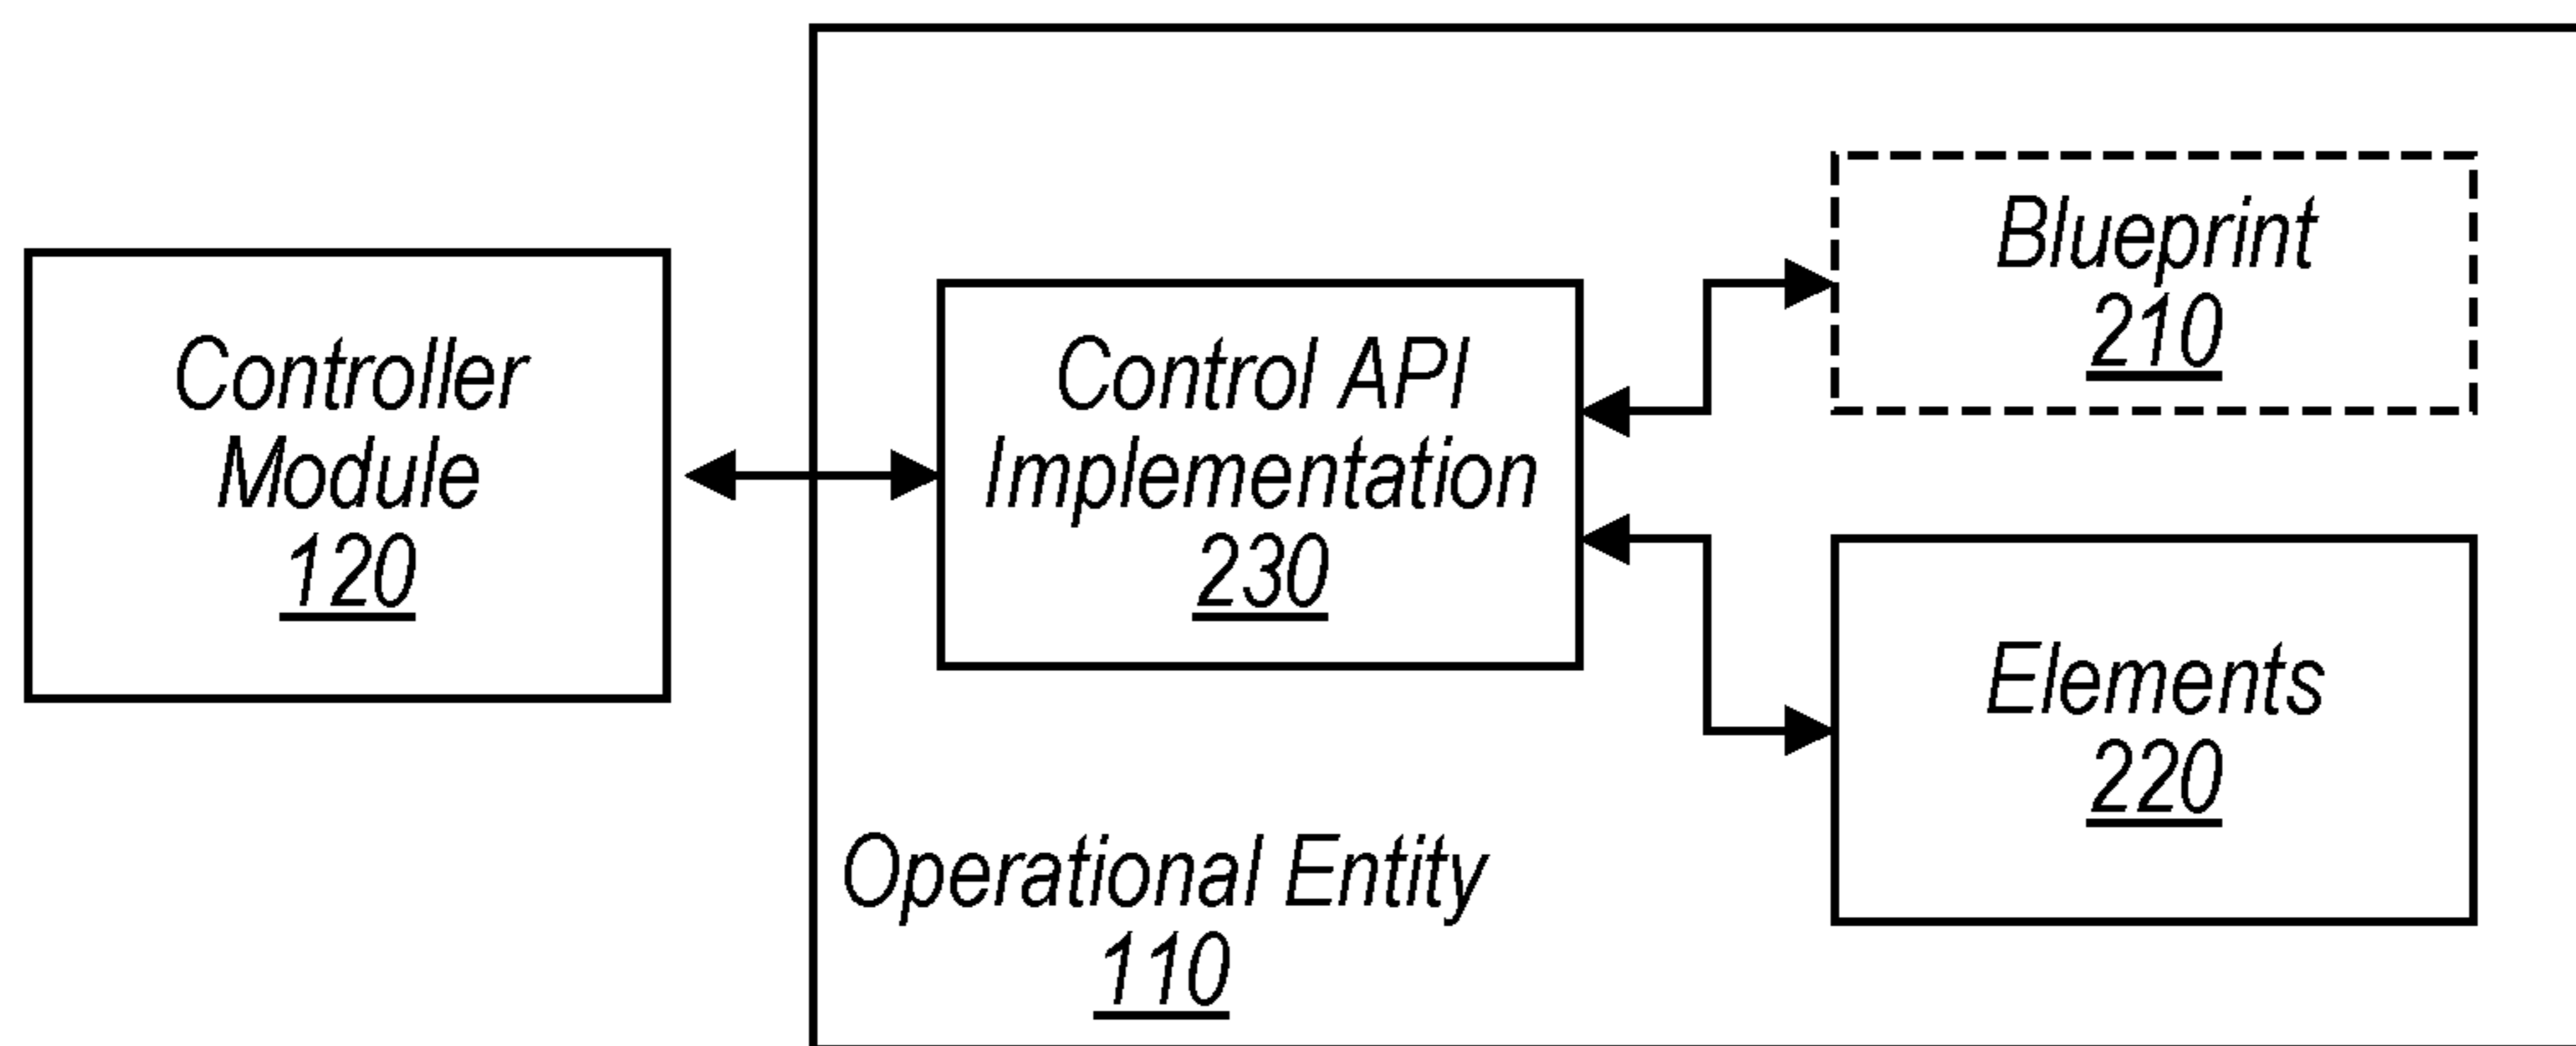 Controller
Module
120
Control API
Implementation
230
Blueprint
210
Elements
220
Operational Entity
110